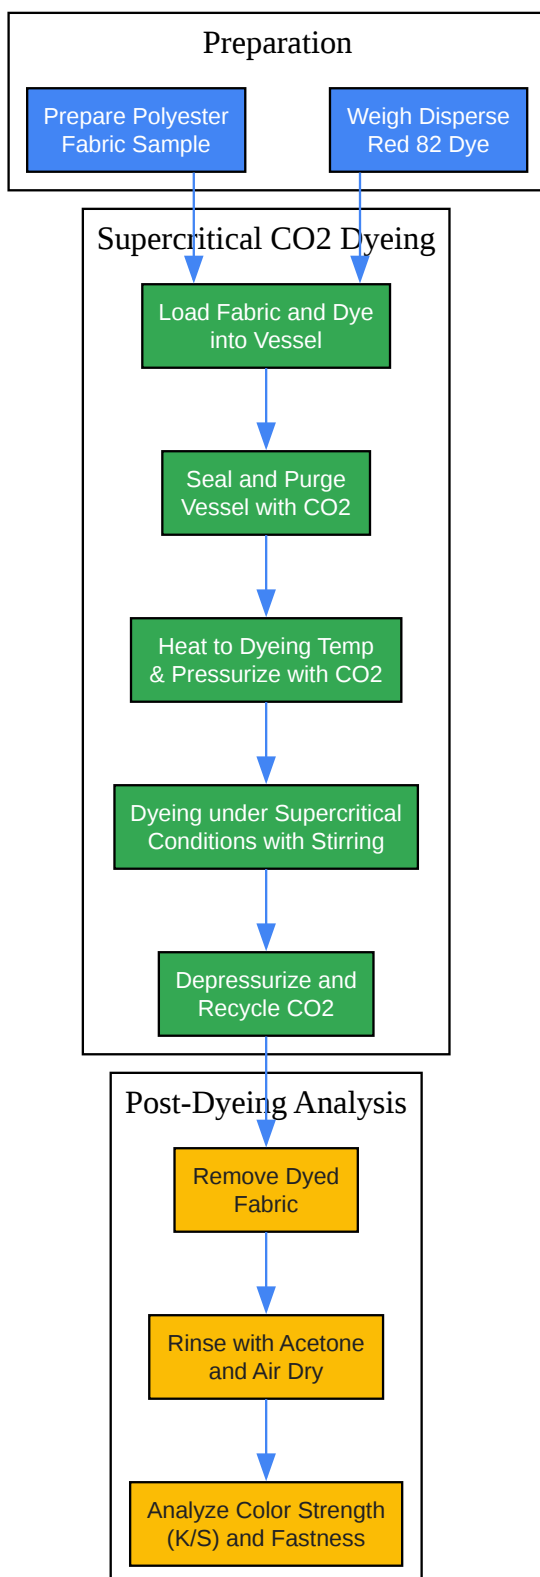 Preparation
Prepare Polyester
Fabric Sample
Weigh Disperse
Red 82 Dye
Supercritical CO2 Dyeing
Load Fabric and Dye
into Vessel
Seal and Purge
Vessel with CO2
Heat to Dyeing Temp
& Pressurize with CO2
Dyeing under Supercritical
Conditions with Stirring
Depressurize and
Recycle CO2
Post-Dyeing Analysis
Remove Dyed
Fabric
Rinse with Acetone
and Air Dry
Analyze Color Strength
(K/S) and Fastness